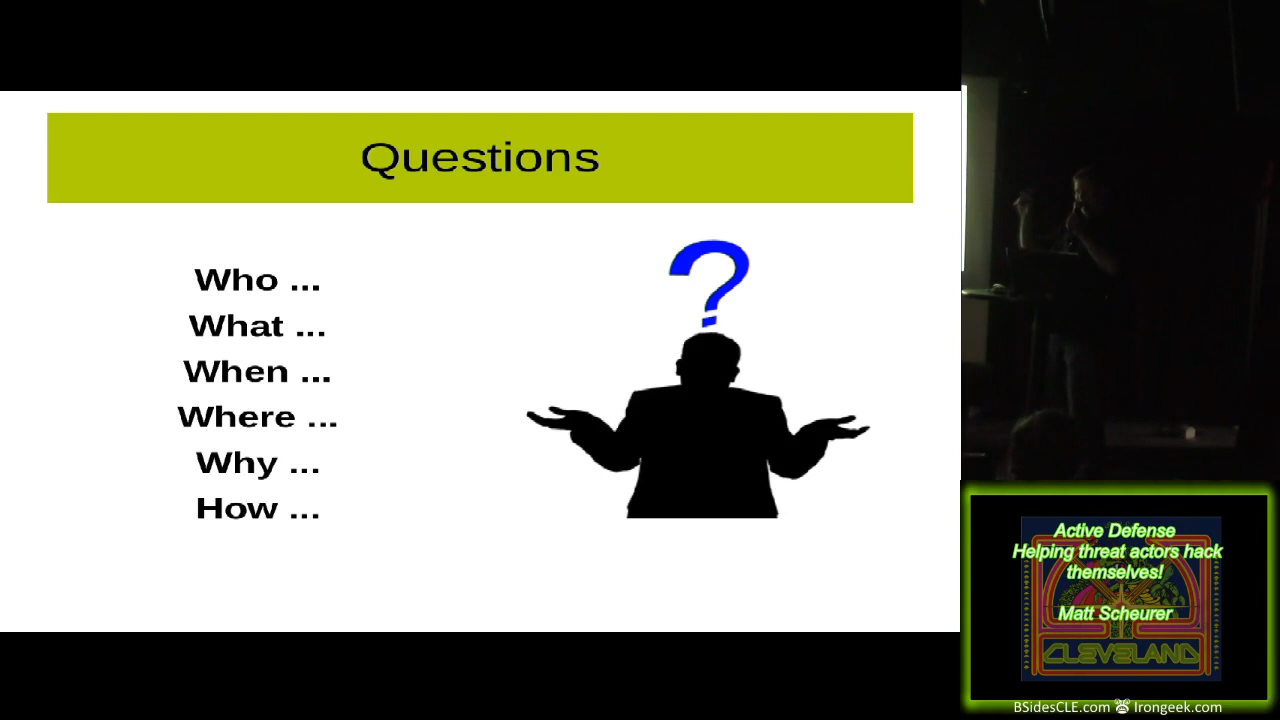 Questions
Who ...
What ...
When ...
Where ...
Why ...
How ...
?
Active Defense
Helping threat actors hack
themselves!
Matt Scheurer
CLEVELAND
BSidesCLE.com Irongeek.com